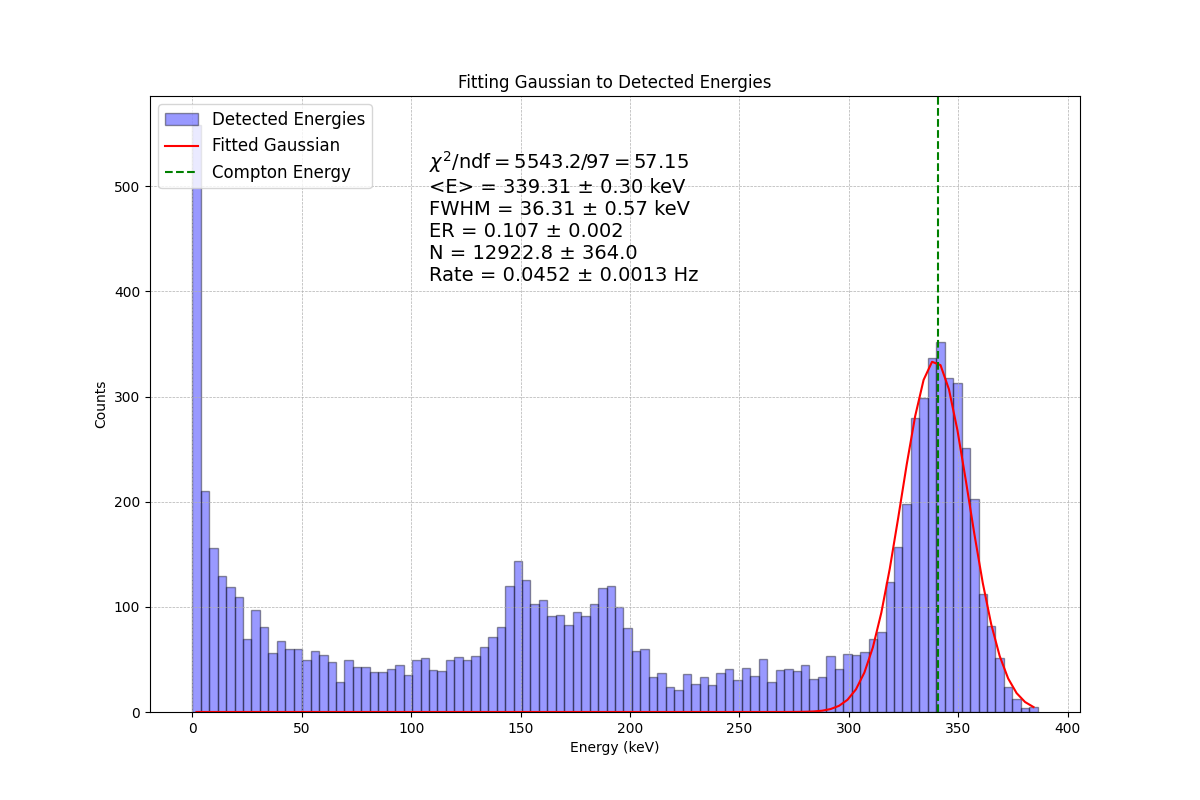 Fitting Gaussian to Detected Energies
Detected Energies
Fitted Gaussian
Compton Energy
χ²/ndf = 5543.2/97 = 57.15
<E> = 339.31 ± 0.30 keV
FWHM = 36.31 ± 0.57 keV
ER = 0.107 ± 0.002
N = 12922.8 ± 364.0
Rate = 0.0452 ± 0.0013 Hz
Counts
500
400
300
200
100
0
0 50 100 150 200 250 300 350 400
Energy (keV)